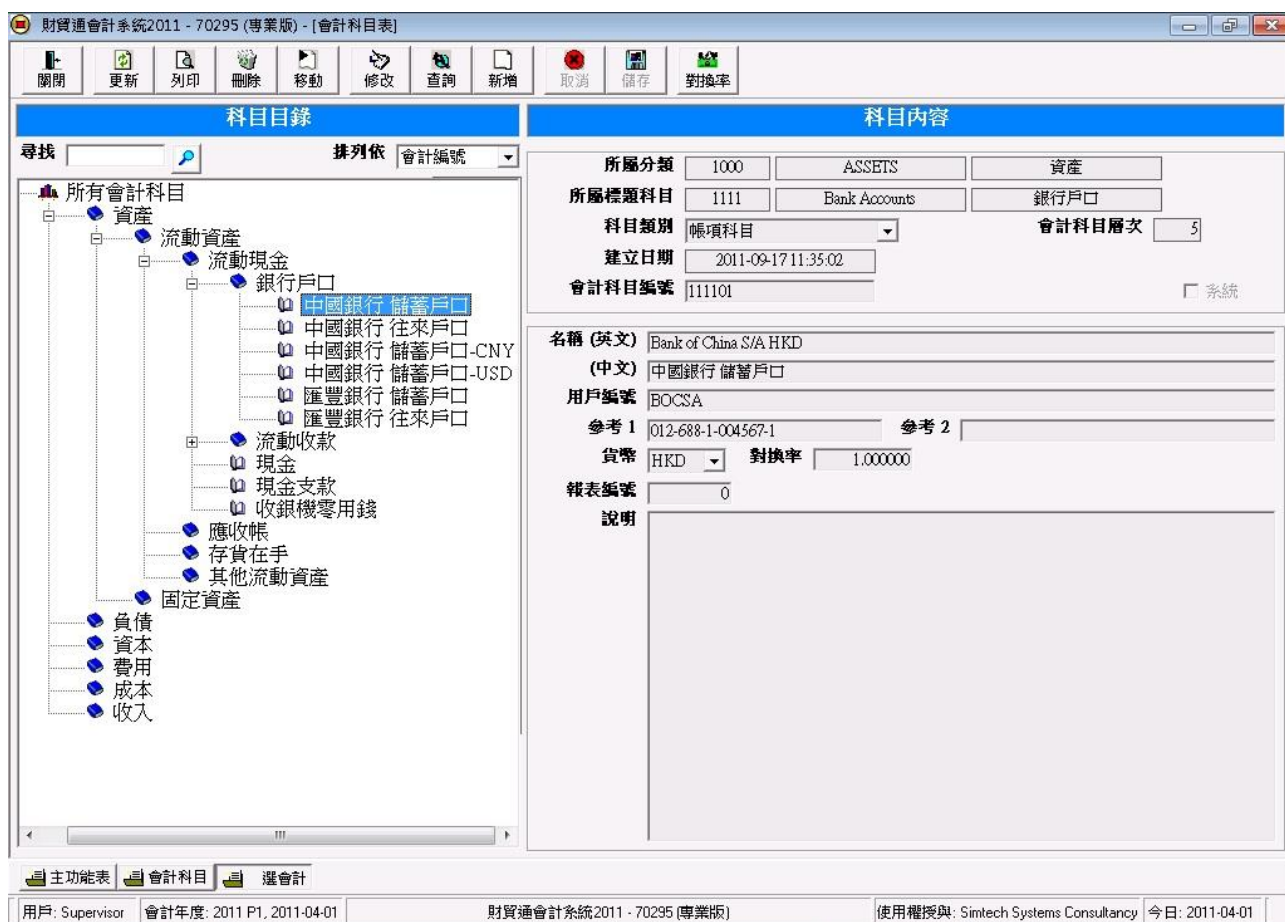 財貿通會計系統2011 - 70295 (專業版) - [會計科目表]
關閉 更新 列印 刪除 移動 修改 查詢 新增 取消 儲存 對換率
科目目錄
尋找 排列依 會計編號
所有會計科目
資產
流動資產
流動現金
銀行戶口
中國銀行 儲蓄戶口
中國銀行 往來戶口
中國銀行 儲蓄戶口-CNY
中國銀行 儲蓄戶口-USD
匯豐銀行 儲蓄戶口
匯豐銀行 往來戶口
流動收款
現金
現金支款
收銀機零用錢
應收帳
存貨在手
其他流動資產
固定資產
負債
資本
費用
成本
收入
科目內容
所屬分類 1000 ASSETS 資產
所屬標題科目 1111 Bank Accounts 銀行戶口
科目類別 帳項科目 會計科目層次 5
建立日期 2011-09-17 11:35:02
會計科目編號 111101 系統
名稱 (英文) Bank of China S/A HKD
(中文) 中國銀行 儲蓄戶口
用戶編號 BOCSA
參考 1 012-688-1-004567-1 參考 2
貨幣 HKD 對換率 1.000000
報表編號 0
說明
主功能表 會計科目 選會計
用戶: Supervisor 會計年度: 2011 P1, 2011-04-01 財貿通會計系統2011 - 70295 (專業版) 使用權授與: Simtech Systems Consultancy 今日: 2011-04-01